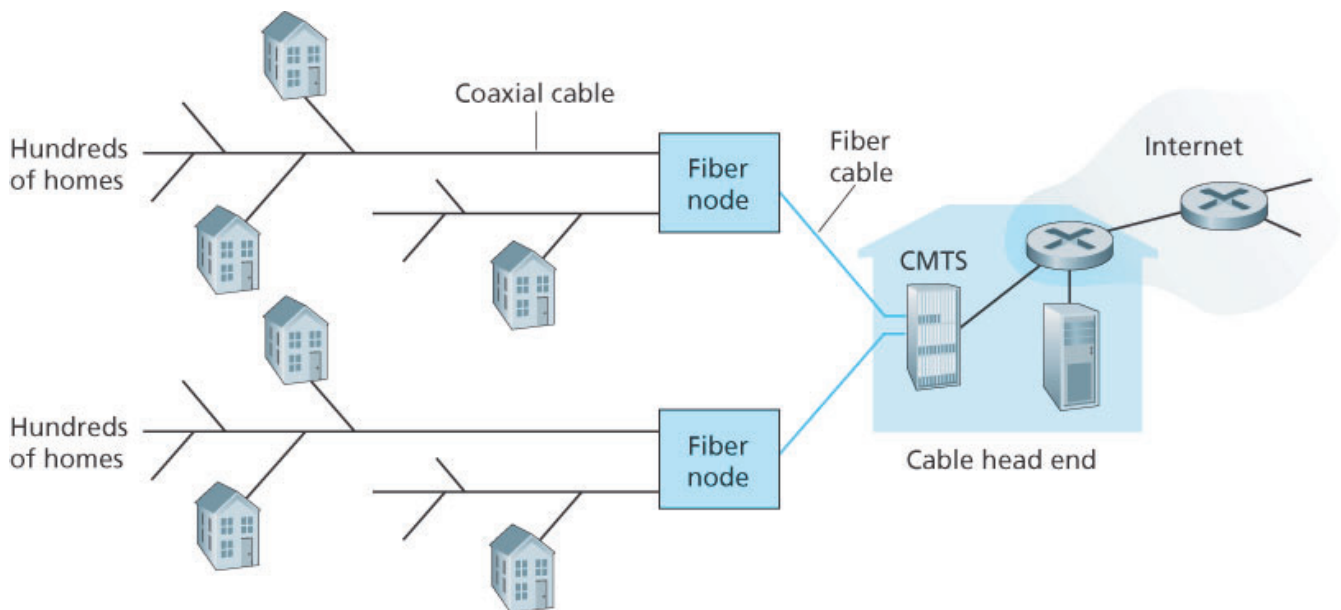 Coaxial cable
Hundreds
of homes
Fiber
node
Fiber
cable
Internet
CMTS
Hundreds
of homes
Fiber
node
Cable head end